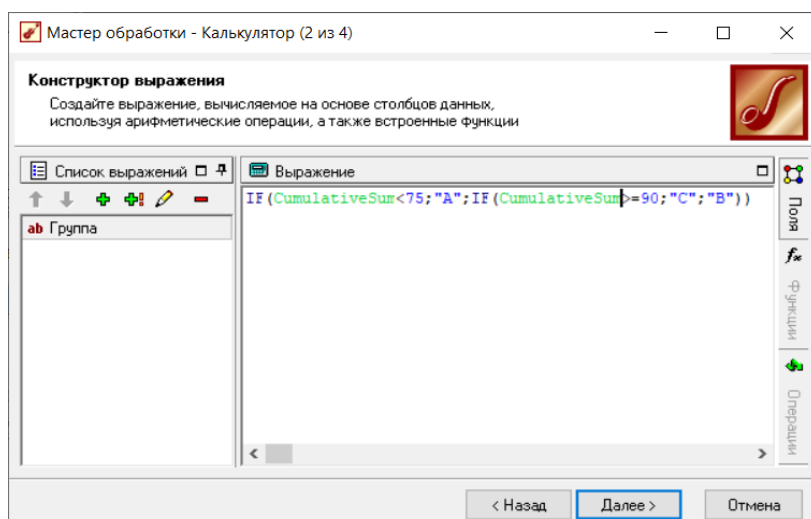 Мастер обработки - Калькулятор (2 из 4)
Конструктор выражения
Создайте выражение, вычисляемое на основе столбцов данных,
используя арифметические операции, а также встроенные функции
Список выражений
Выражение
IF(CumulativeSum<75;"A";IF(CumulativeSum>=90;"C";"B"))
ab Группа
Поля
fx
Функции
Операции
< Назад
Далее >
Отмена